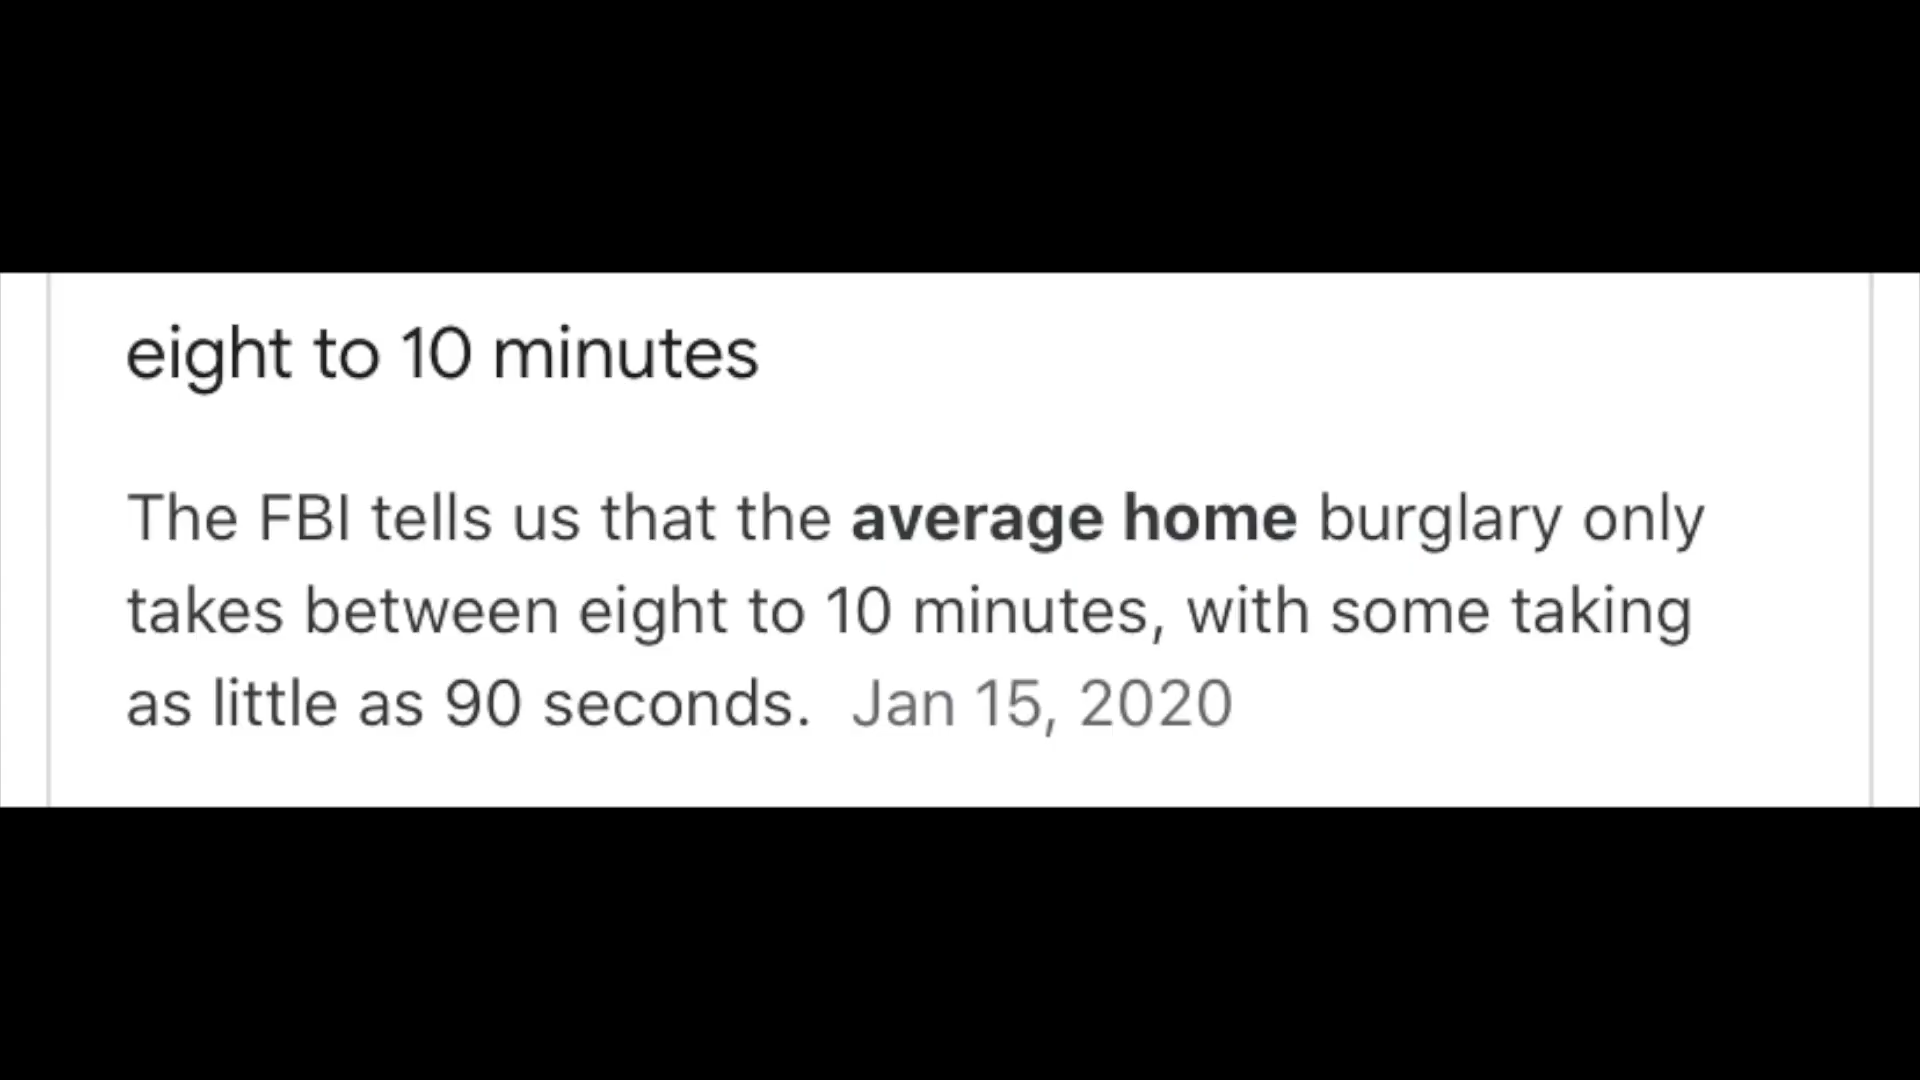 eight to 10 minutes
The FBI tells us that the average home burglary only
takes between eight to 10 minutes, with some taking
as little as 90 seconds. Jan 15, 2020